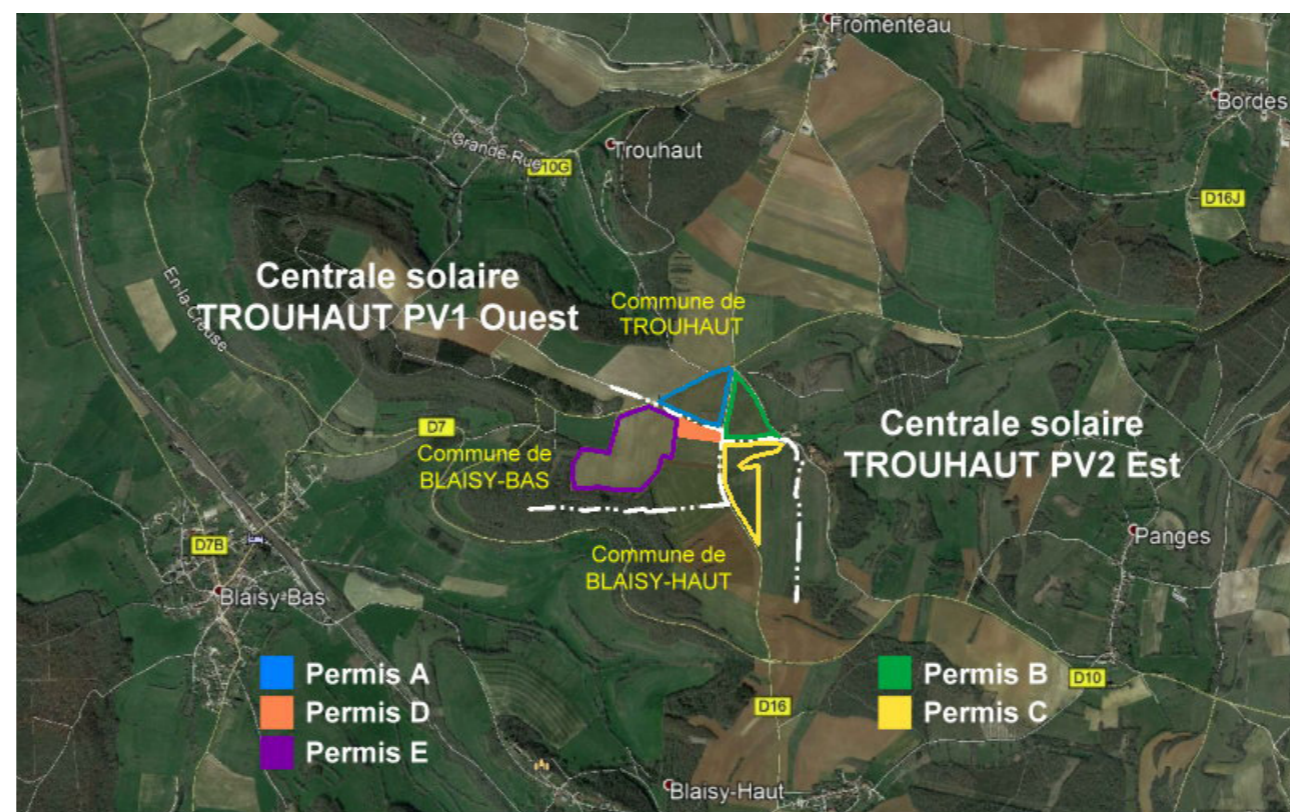 Fromenteau
Bordes
Grande-Rue
D10G
Trouhaut
D16J
En-la-Creuse
Centrale solaire
TROUHAUT PV1 Ouest
Commune de
TROUHAUT
D7
Commune de
BLAISY-BAS
Centrale solaire
TROUHAUT PV2 Est
D7B
Panges
Commune de
BLAISY-HAUT
Blaisy-Bas
Permis A
Permis D
Permis E
Permis B
Permis C
D10
D16
Blaisy-Haut